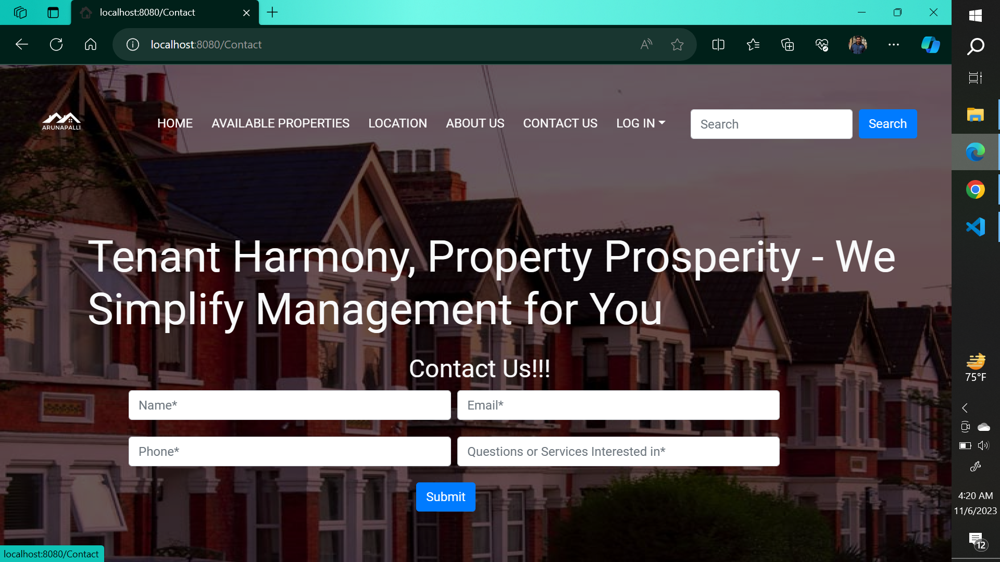 localhost:8080/Contact
localhost:8080/Contact
ARUNAPALLI
HOME
AVAILABLE PROPERTIES
LOCATION
ABOUT US
CONTACT US
LOG IN
Search
Search
Tenant Harmony, Property Prosperity - We
Simplify Management for You
Contact Us!!!
Name*
Email*
Phone*
Questions or Services Interested in*
Submit
localhost:8080/Contact
75°F
4:20 AM
11/6/2023
12